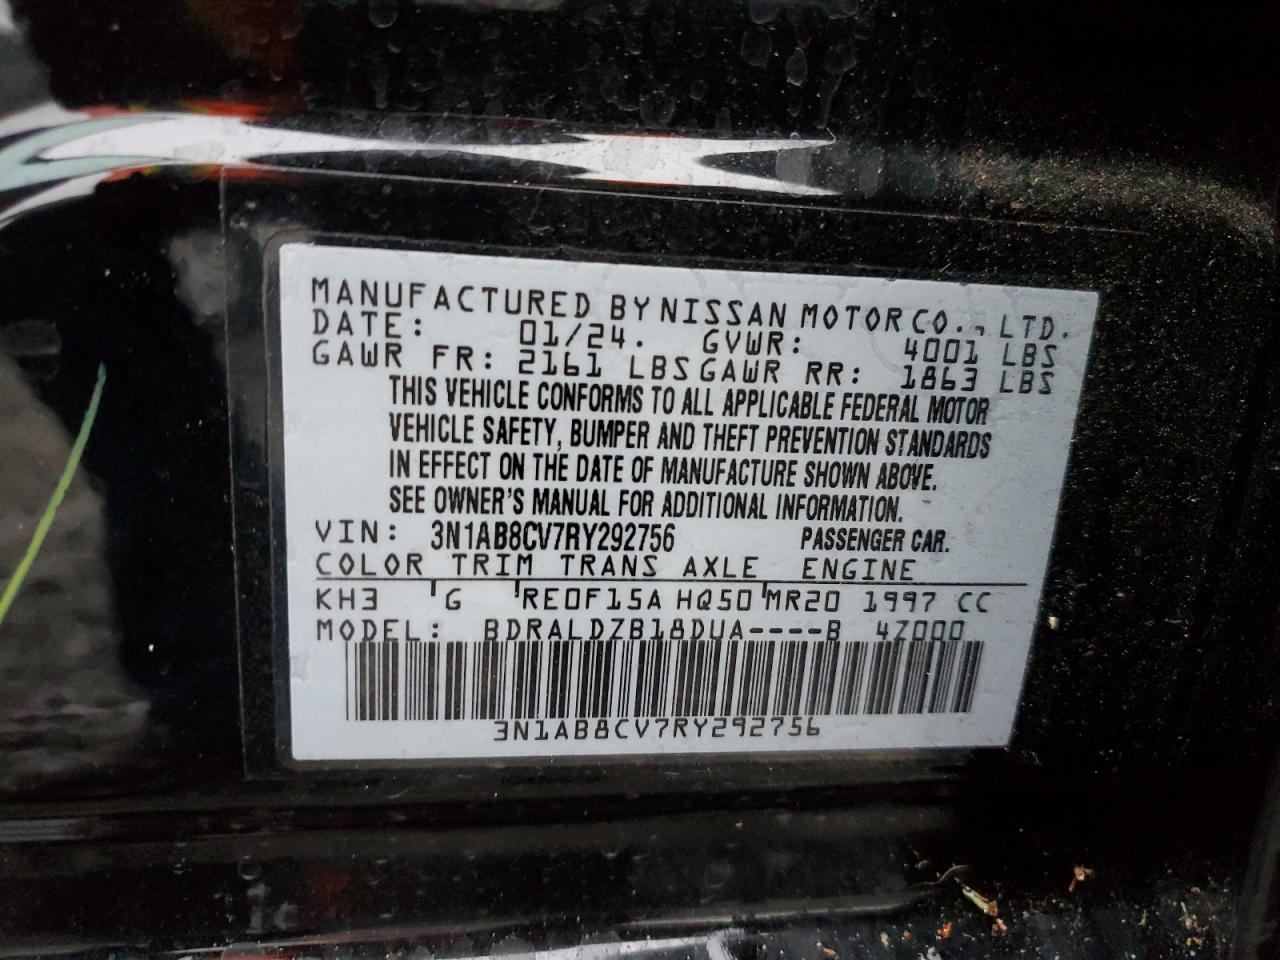 MANUFACTURED BY NISSAN MOTOR CO., LTD.
DATE: 01/24. GVWR: 4001 LBS
GAWR FR: 2161 LBS GAWR RR: 1863 LBS
THIS VEHICLE CONFORMS TO ALL APPLICABLE FEDERAL MOTOR
VEHICLE SAFETY, BUMPER AND THEFT PREVENTION STANDARDS
IN EFFECT ON THE DATE OF MANUFACTURE SHOWN ABOVE.
SEE OWNER'S MANUAL FOR ADDITIONAL INFORMATION.
VIN: 3N1AB8CV7RY292756 PASSENGER CAR.
COLOR TRIM TRANS AXLE ENGINE
KH3 G RE0F15A HQ50 MR20 1997 CC
MODEL: BDRALDZB18DUA----B 4Z000
3N1AB8CV7RY292756